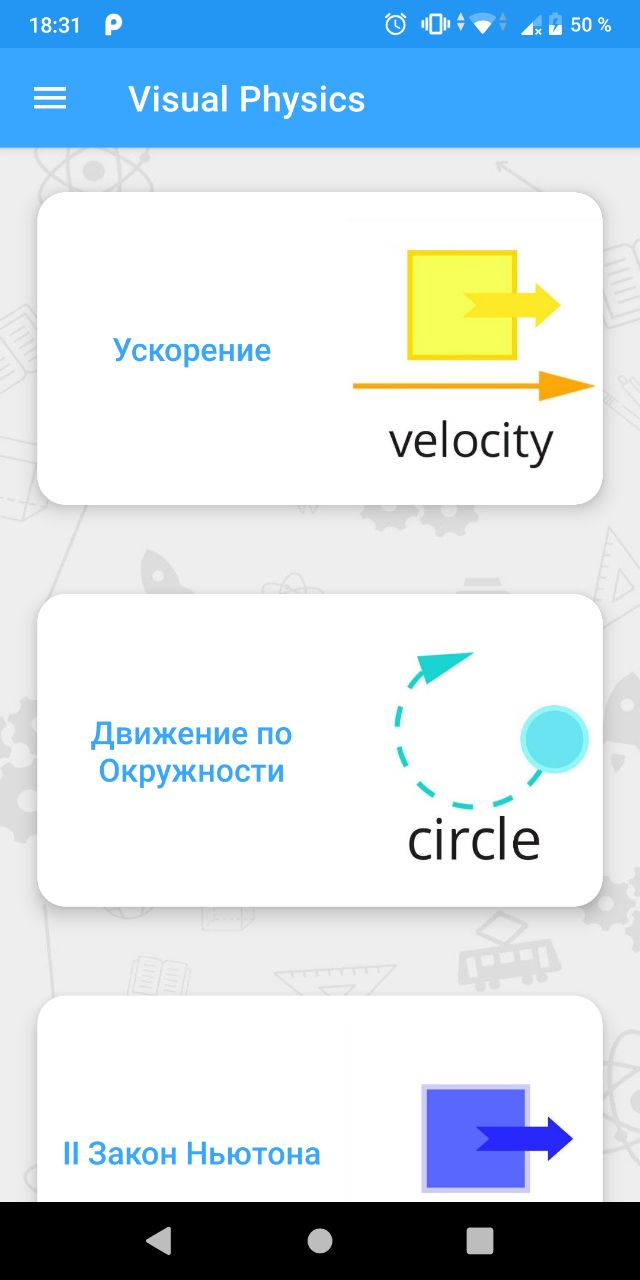 18:31
50 %
Visual Physics
Ускорение
velocity
Движение по
Окружности
circle
II Закон Ньютона